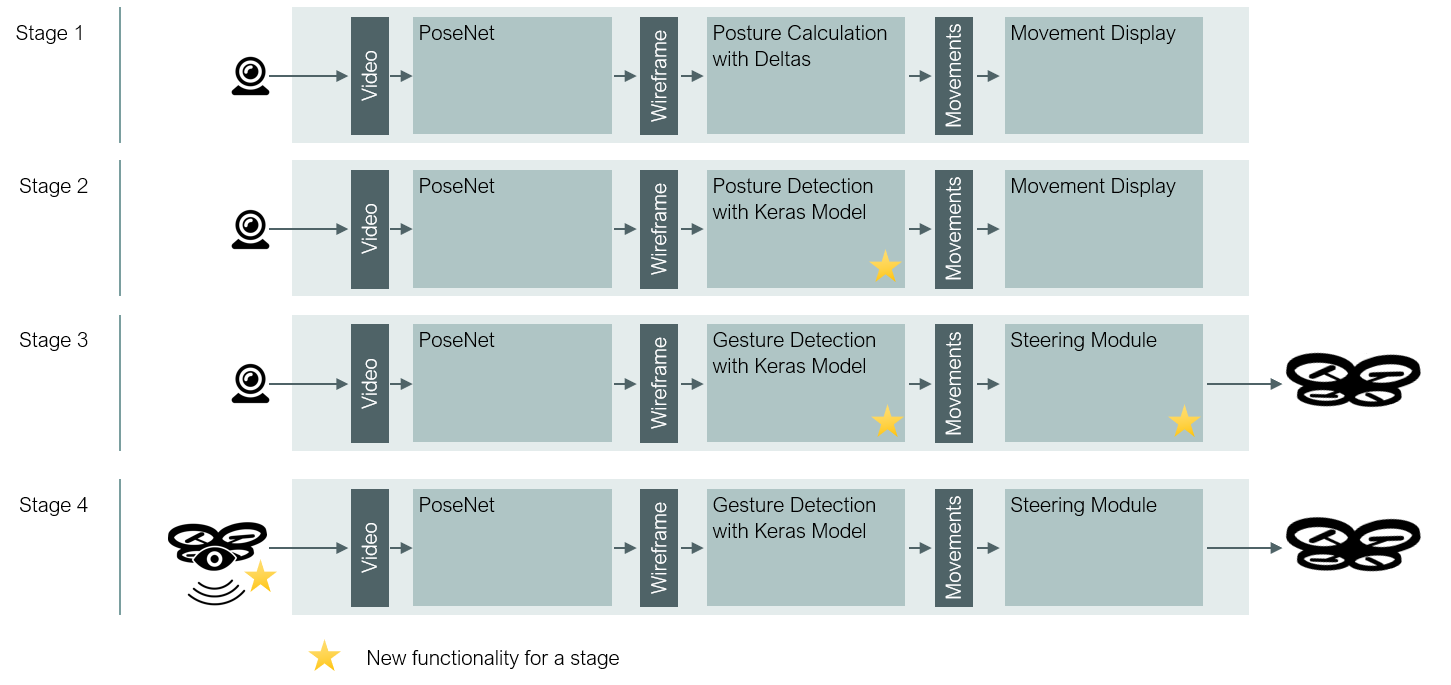 Stage 1
Video
PoseNet
Wireframe
Posture Calculation
with Deltas
Movements
Movement Display
Stage 2
Video
PoseNet
Wireframe
Posture Detection
with Keras Model
Movements
Movement Display
Stage 3
Video
PoseNet
Wireframe
Gesture Detection
with Keras Model
Movements
Steering Module
Stage 4
Video
PoseNet
Wireframe
Gesture Detection
with Keras Model
Movements
Steering Module
New functionality for a stage